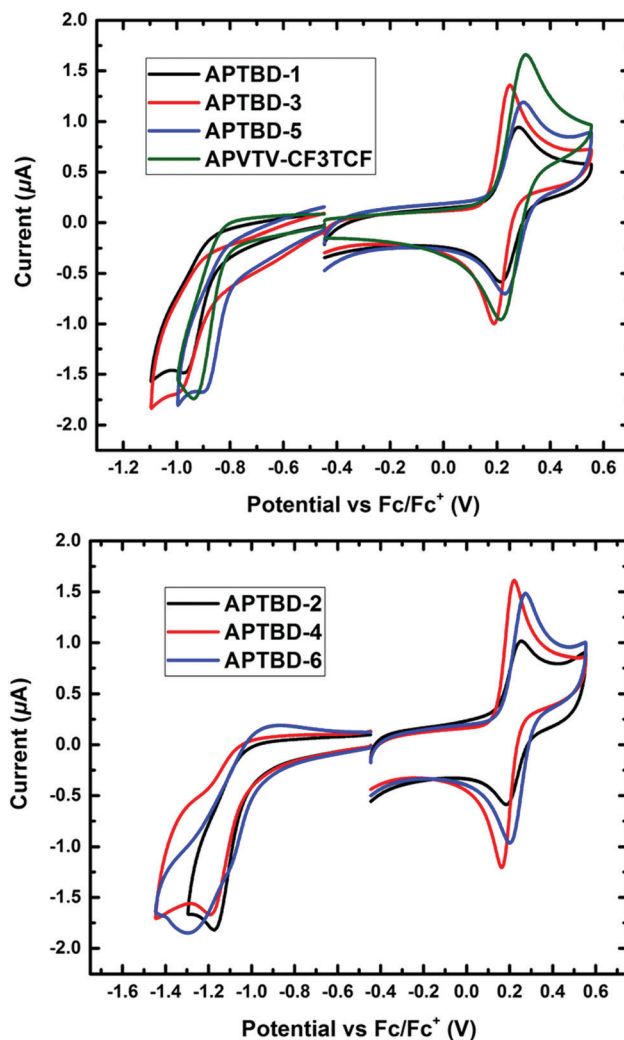 2.0
1.5
1.0
0.5
0.0
-0.5
-1.0
-1.5
-2.0
Current (µA)
APTBD-1
APTBD-3
APTBD-5
APVTV-CF3TCF
-1.2 -1.0 -0.8 -0.6 -0.4 -0.2 0.0 0.2 0.4 0.6
Potential vs Fc/Fc⁺ (V)
2.0
1.5
1.0
0.5
0.0
-0.5
-1.0
-1.5
-2.0
Current (µA)
APTBD-2
APTBD-4
APTBD-6
-1.6 -1.4 -1.2 -1.0 -0.8 -0.6 -0.4 -0.2 0.0 0.2 0.4 0.6
Potential vs Fc/Fc⁺ (V)